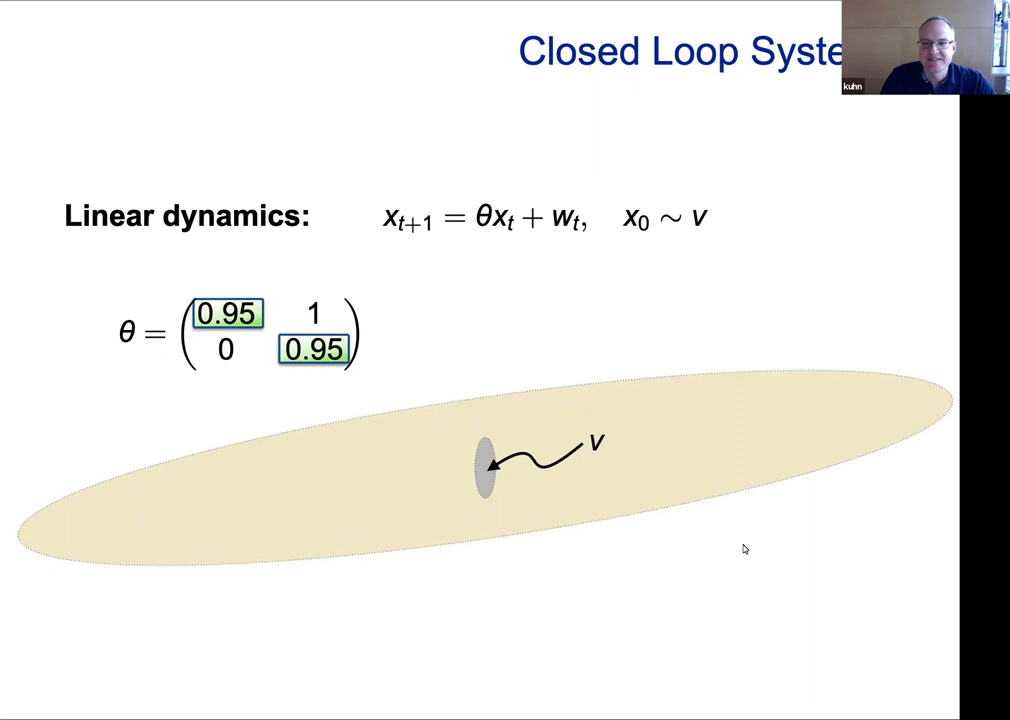 Closed Loop Syste
kuhn
Linear dynamics: x_{t+1} = θx_t + w_t, x_0 ∼ ν
θ = ( 0.95 1
0 0.95 )
ν